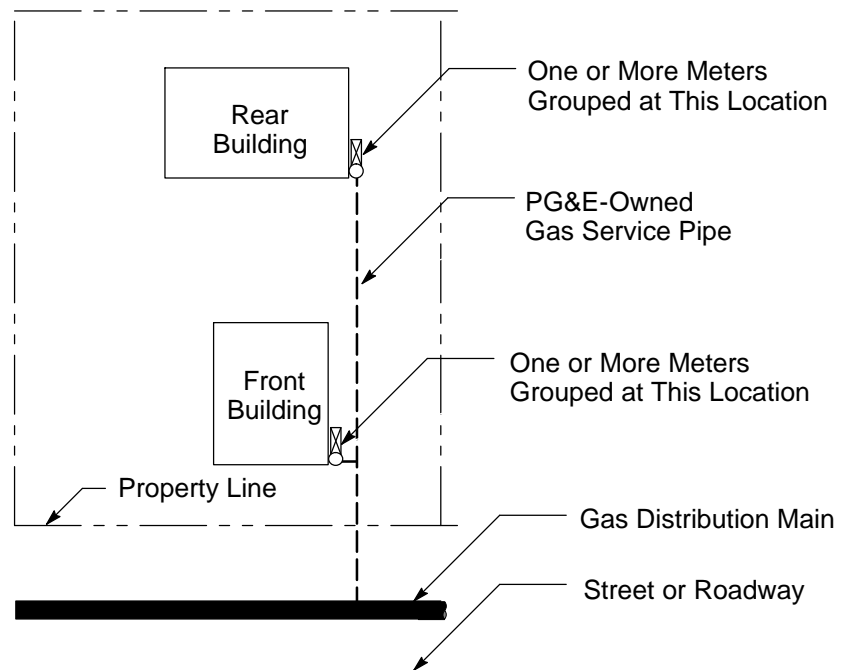 One or More Meters
Grouped at This Location
Rear
Building
PG&E-Owned
Gas Service Pipe
One or More Meters
Grouped at This Location
Front
Building
Property Line
Gas Distribution Main
Street or Roadway